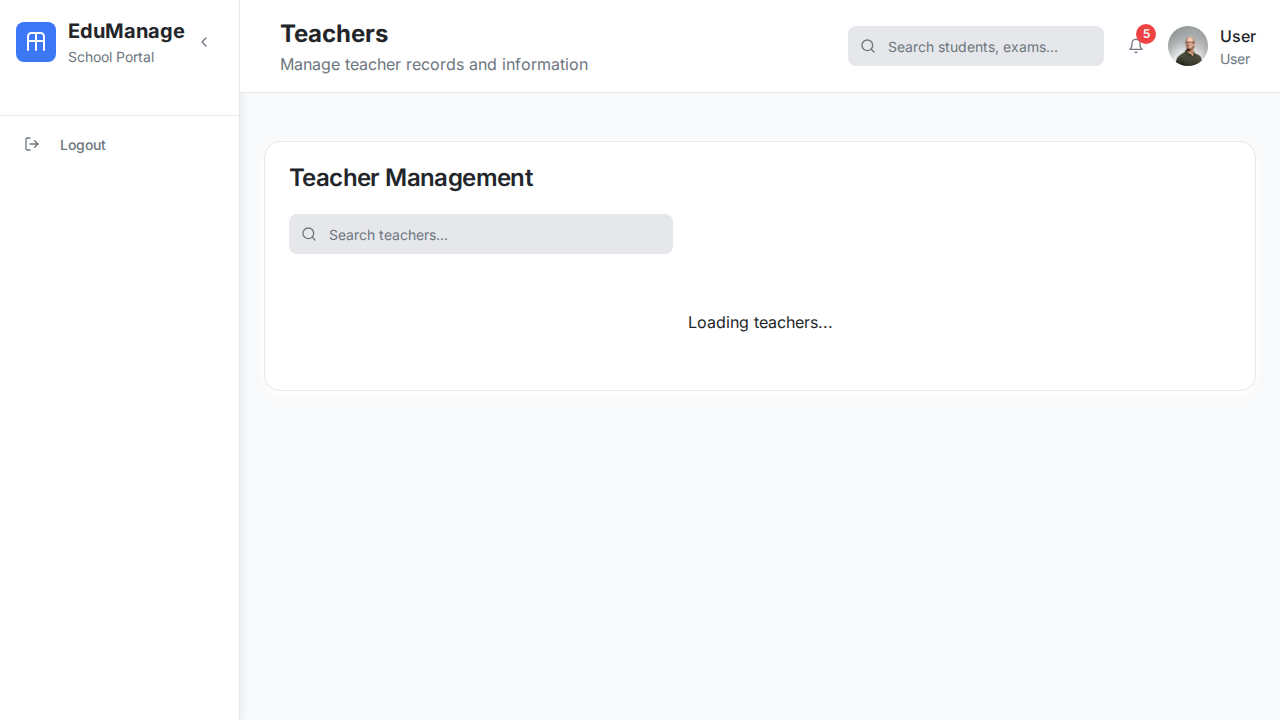 EduManage
School Portal
Logout
Teachers
Manage teacher records and information
Search students, exams...
5
User
User
Teacher Management
Search teachers...
Loading teachers...